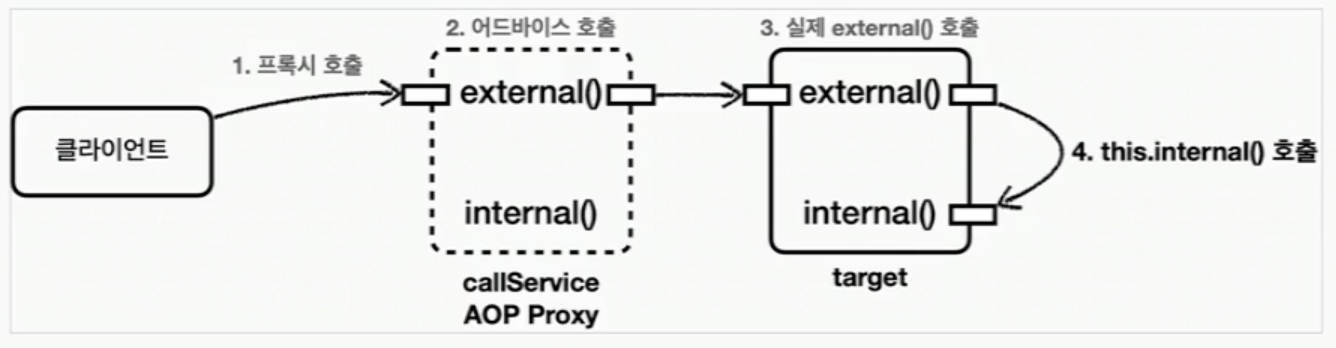 2. 어드바이스 호출
3. 실제 external() 호출
1. 프록시 호출
external()
external()
클라이언트
4. this.internal() 호출
internal()
internal()
callService
AOP Proxy
target